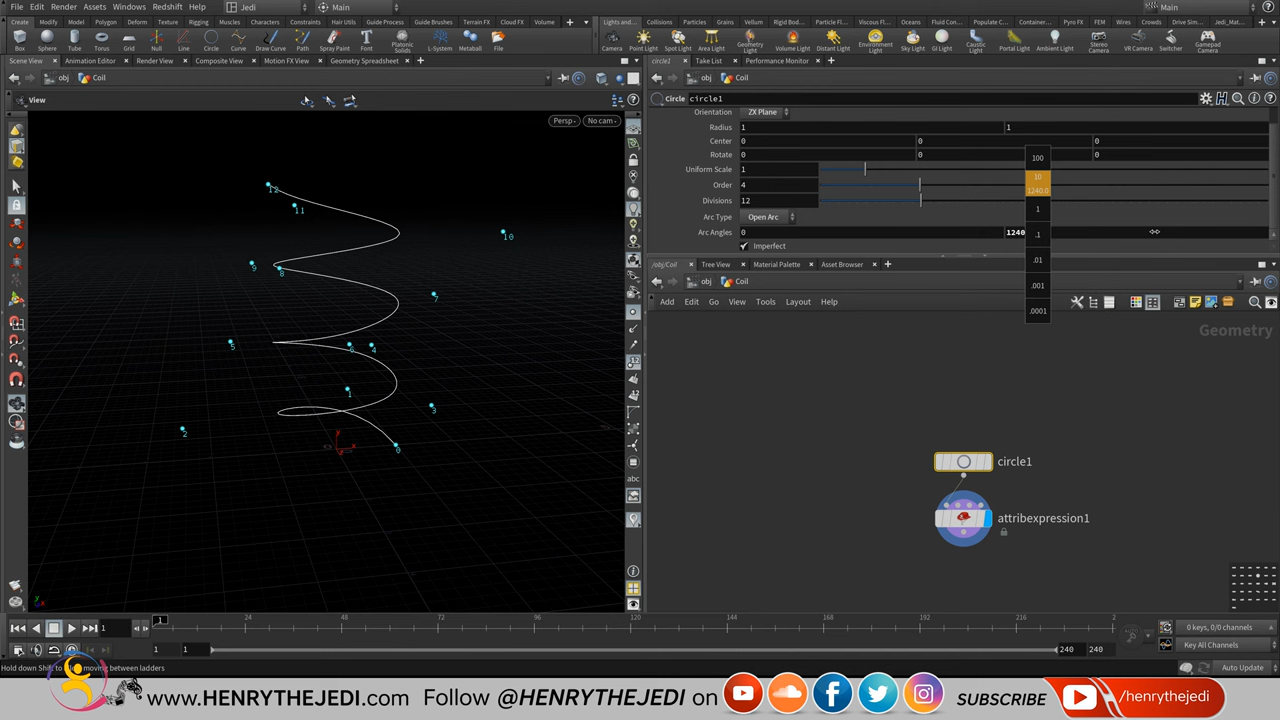 File Edit Render Assets Windows Redshift Help Jedi Main Main
Create Modify Model Polygon Deform Texture Rigging Muscles Characters Constraints Hair Utils Guide Process Guide Brushes Terrain FX Cloud FX Volume
Lights and... Collisions Particles Grains Vellum Rigid Bod... Particle Fl... Viscous Fl... Oceans Fluid Con... Populate C... Container... Pyro FX FEM Wires Crowds Drive Sim... Jedi_Mat...
Box Sphere Tube Torus Grid Null Line Circle Curve Draw Curve Path Spray Paint Font Platonic Solids L-System Metaball File
Camera Point Light Spot Light Area Light Geometry Light Volume Light Distant Light Environment Light Sky Light GI Light Caustic Light Portal Light Ambient Light Stereo Camera VR Camera Switcher Gamepad Camera
Scene View Animation Editor Render View Composite View Motion FX View Geometry Spreadsheet
obj Coil
View
Persp No cam
12
11
10
9
8
7
5
6 4
1
3
2
0
circle1 Take List Performance Monitor
obj Coil
Circle circle1
Orientation ZX Plane
Radius 1 1
Center 0 0 0
Rotate 0 0 0
Uniform Scale 1
Order 4
Divisions 12
Arc Type Open Arc
Arc Angles 0 1240
Imperfect
100
10
1240.0
1
.1
.01
.001
.0001
/obj/Coil Tree View Material Palette Asset Browser
obj Coil
Add Edit Go View Tools Layout Help
Geometry
circle1
attribexpression1
1 24 48 72 96 120 144 168 192 216
1
1 1 240 240
0 keys, 0/0 channels
Key All Channels
Auto Update
www.HENRYTHEJEDI.com Follow @HENRYTHEJEDI on SUBSCRIBE /henrythejedi